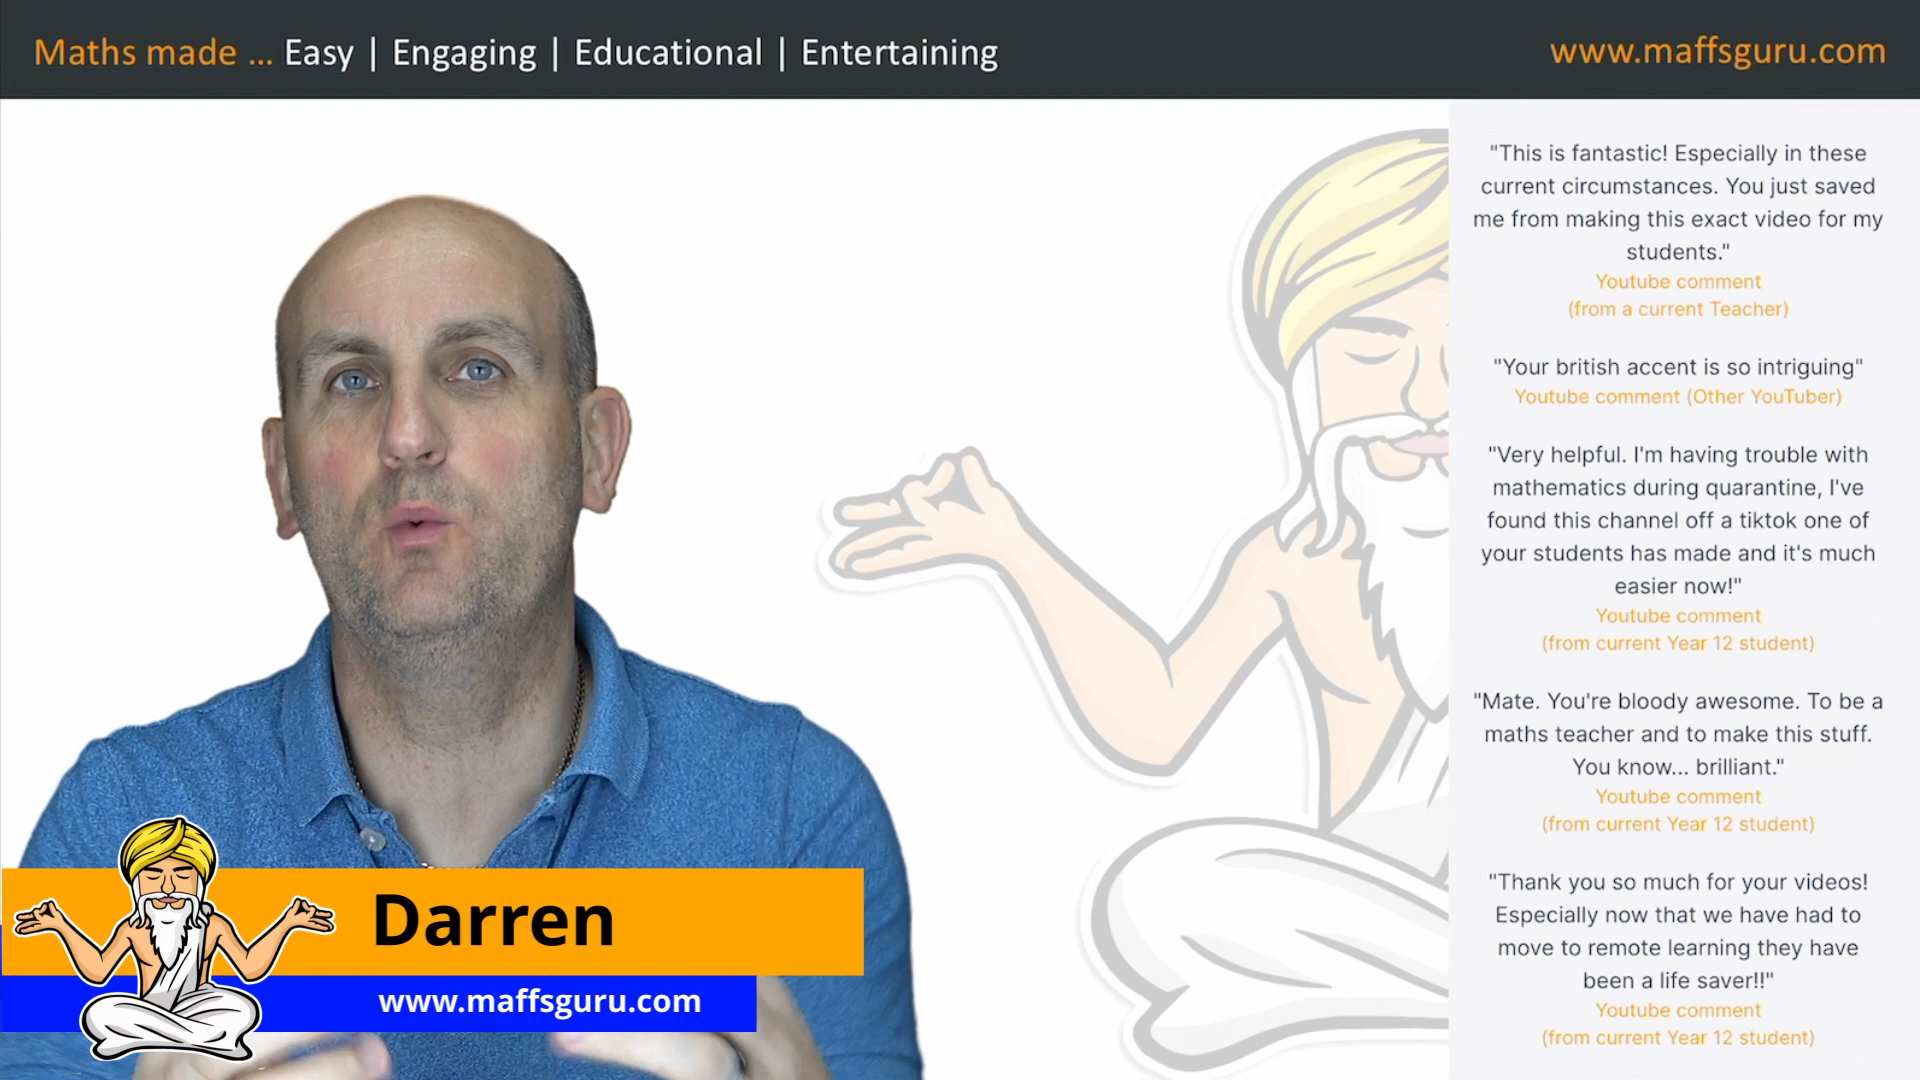 Maths made ... Easy | Engaging | Educational | Entertaining
www.maffsguru.com
"This is fantastic! Especially in these
current circumstances. You just saved
me from making this exact video for my
students."
Youtube comment
(from a current Teacher)
"Your british accent is so intriguing"
Youtube comment (Other YouTuber)
"Very helpful. I'm having trouble with
mathematics during quarantine, I've
found this channel off a tiktok one of
your students has made and it's much
easier now!"
Youtube comment
(from current Year 12 student)
"Mate. You're bloody awesome. To be a
maths teacher and to make this stuff.
You know... brilliant."
Youtube comment
(from current Year 12 student)
"Thank you so much for your videos!
Especially now that we have had to
move to remote learning they have
been a life saver!!"
Youtube comment
(from current Year 12 student)
Darren
www.maffsguru.com